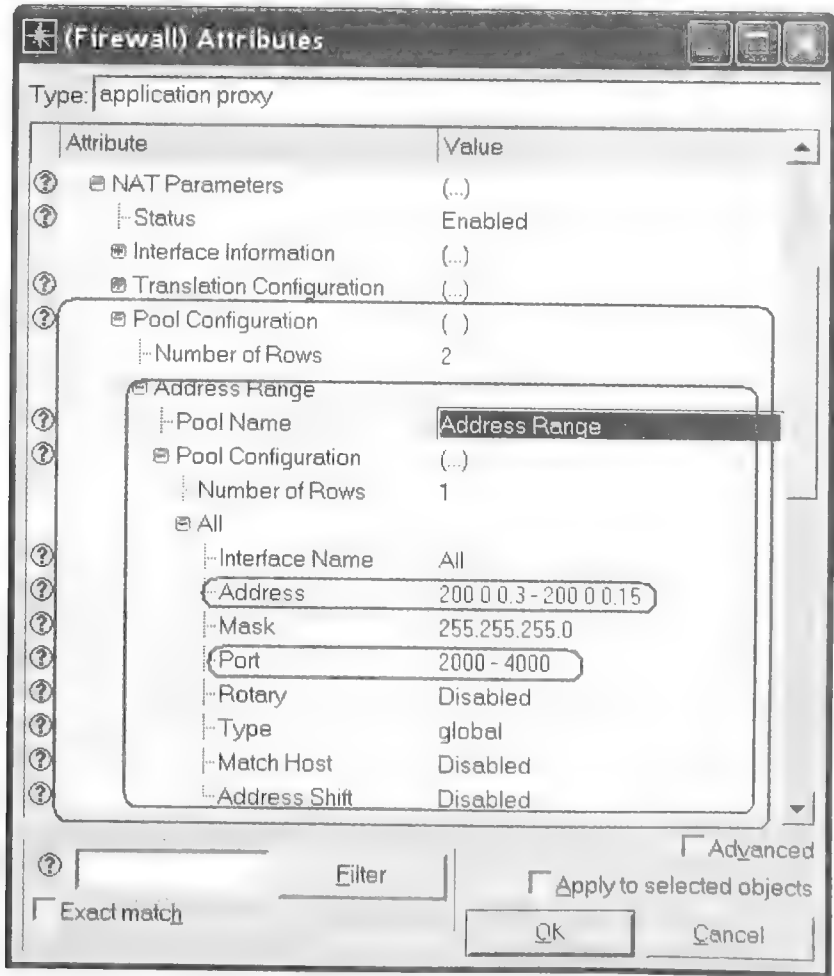 (Firewall) Attributes
Type: application proxy
Attribute Value
NAT Parameters (...)
Status Enabled
Interface Information (...)
Translation Configuration (...)
Pool Configuration ( )
Number of Rows 2
Address Range
Pool Name Address Range
Pool Configuration (...)
Number of Rows 1
All
Interface Name All
Address 200 0 0.3 - 200 0 0.15
Mask 255.255.255.0
Port 2000 - 4000
Rotary Disabled
Type global
Match Host Disabled
Address Shift Disabled
Advanced
Filter
Apply to selected objects
Exact match
OK Cancel